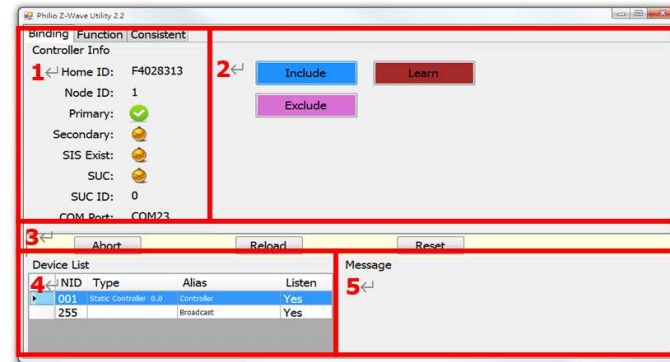 Philio Z-Wave Utility 2.2
Binding Function Consistent
Controller Info
1 Home ID: F4028313
2 Include Learn
Node ID: 1
Exclude
Primary:
Secondary:
SIS Exist:
SUC:
SUC ID: 0
COM Port: COM23
3
Abort Reload Reset
Device List
Message
4 NID Type Alias Listen
5
001 Static Controller 0.0 Controller Yes
255 Broadcast Yes